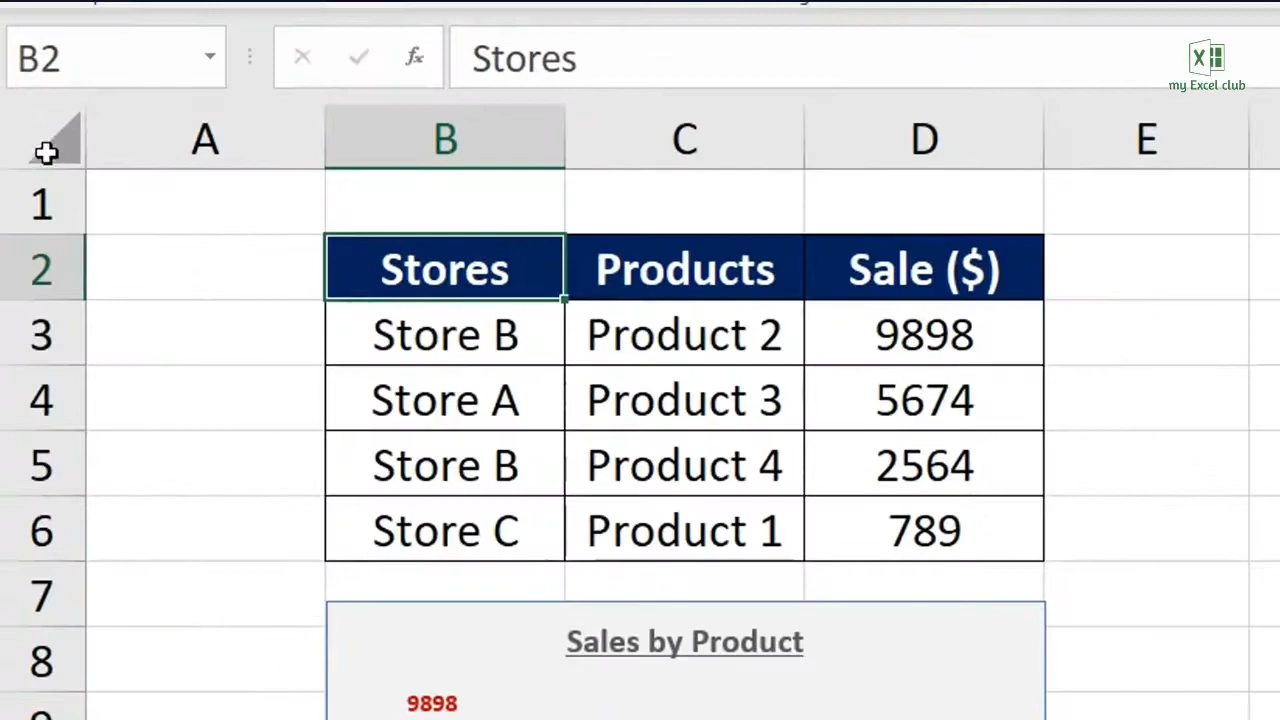 B2 fx Stores
my Excel club
A B C D E
1
2 Stores Products Sale ($)
3 Store B Product 2 9898
4 Store A Product 3 5674
5 Store B Product 4 2564
6 Store C Product 1 789
7
8 Sales by Product
9898